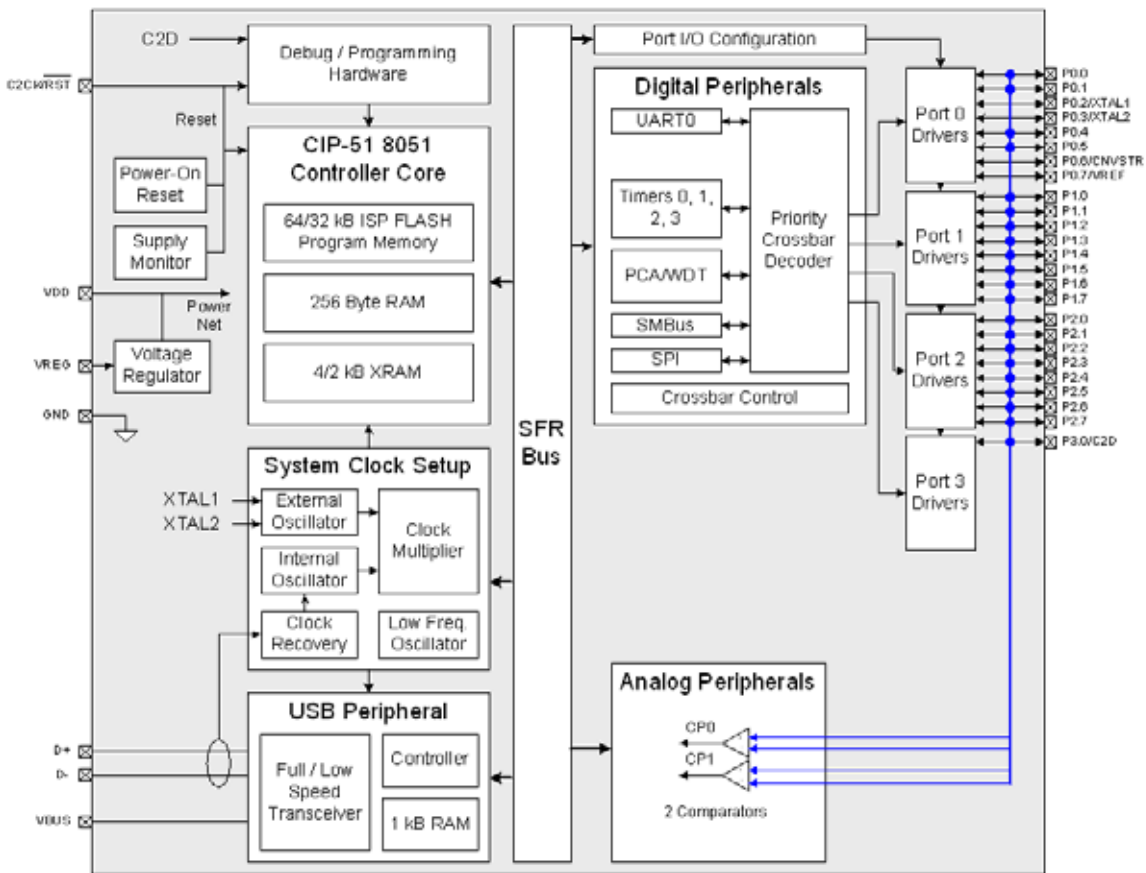 C2D
Debug / Programming
Hardware
C2CK/RST
Reset
Power-On
Reset
Supply
Monitor
VDD
Power
Net
VREG
Voltage
Regulator
GND
CIP-51 8051
Controller Core
64/32 kB ISP FLASH
Program Memory
256 Byte RAM
4/2 kB XRAM
System Clock Setup
XTAL1
XTAL2
External
Oscillator
Internal
Oscillator
Clock
Recovery
Clock
Multiplier
Low Freq.
Oscillator
USB Peripheral
D+
D-
VBUS
Full / Low
Speed
Transceiver
Controller
1 kB RAM
SFR
Bus
Port I/O Configuration
Digital Peripherals
UART0
Timers 0, 1,
2, 3
PCA/WDT
SMBus
SPI
Priority
Crossbar
Decoder
Crossbar Control
Port 0
Drivers
Port 1
Drivers
Port 2
Drivers
Port 3
Drivers
P0.0
P0.1
P0.2/XTAL1
P0.3/XTAL2
P0.4
P0.5
P0.6/CNVSTR
P0.7/VREF
P1.0
P1.1
P1.2
P1.3
P1.4
P1.5
P1.6
P1.7
P2.0
P2.1
P2.2
P2.3
P2.4
P2.5
P2.6
P2.7
P3.0/C2D
Analog Peripherals
CP0
CP1
2 Comparators